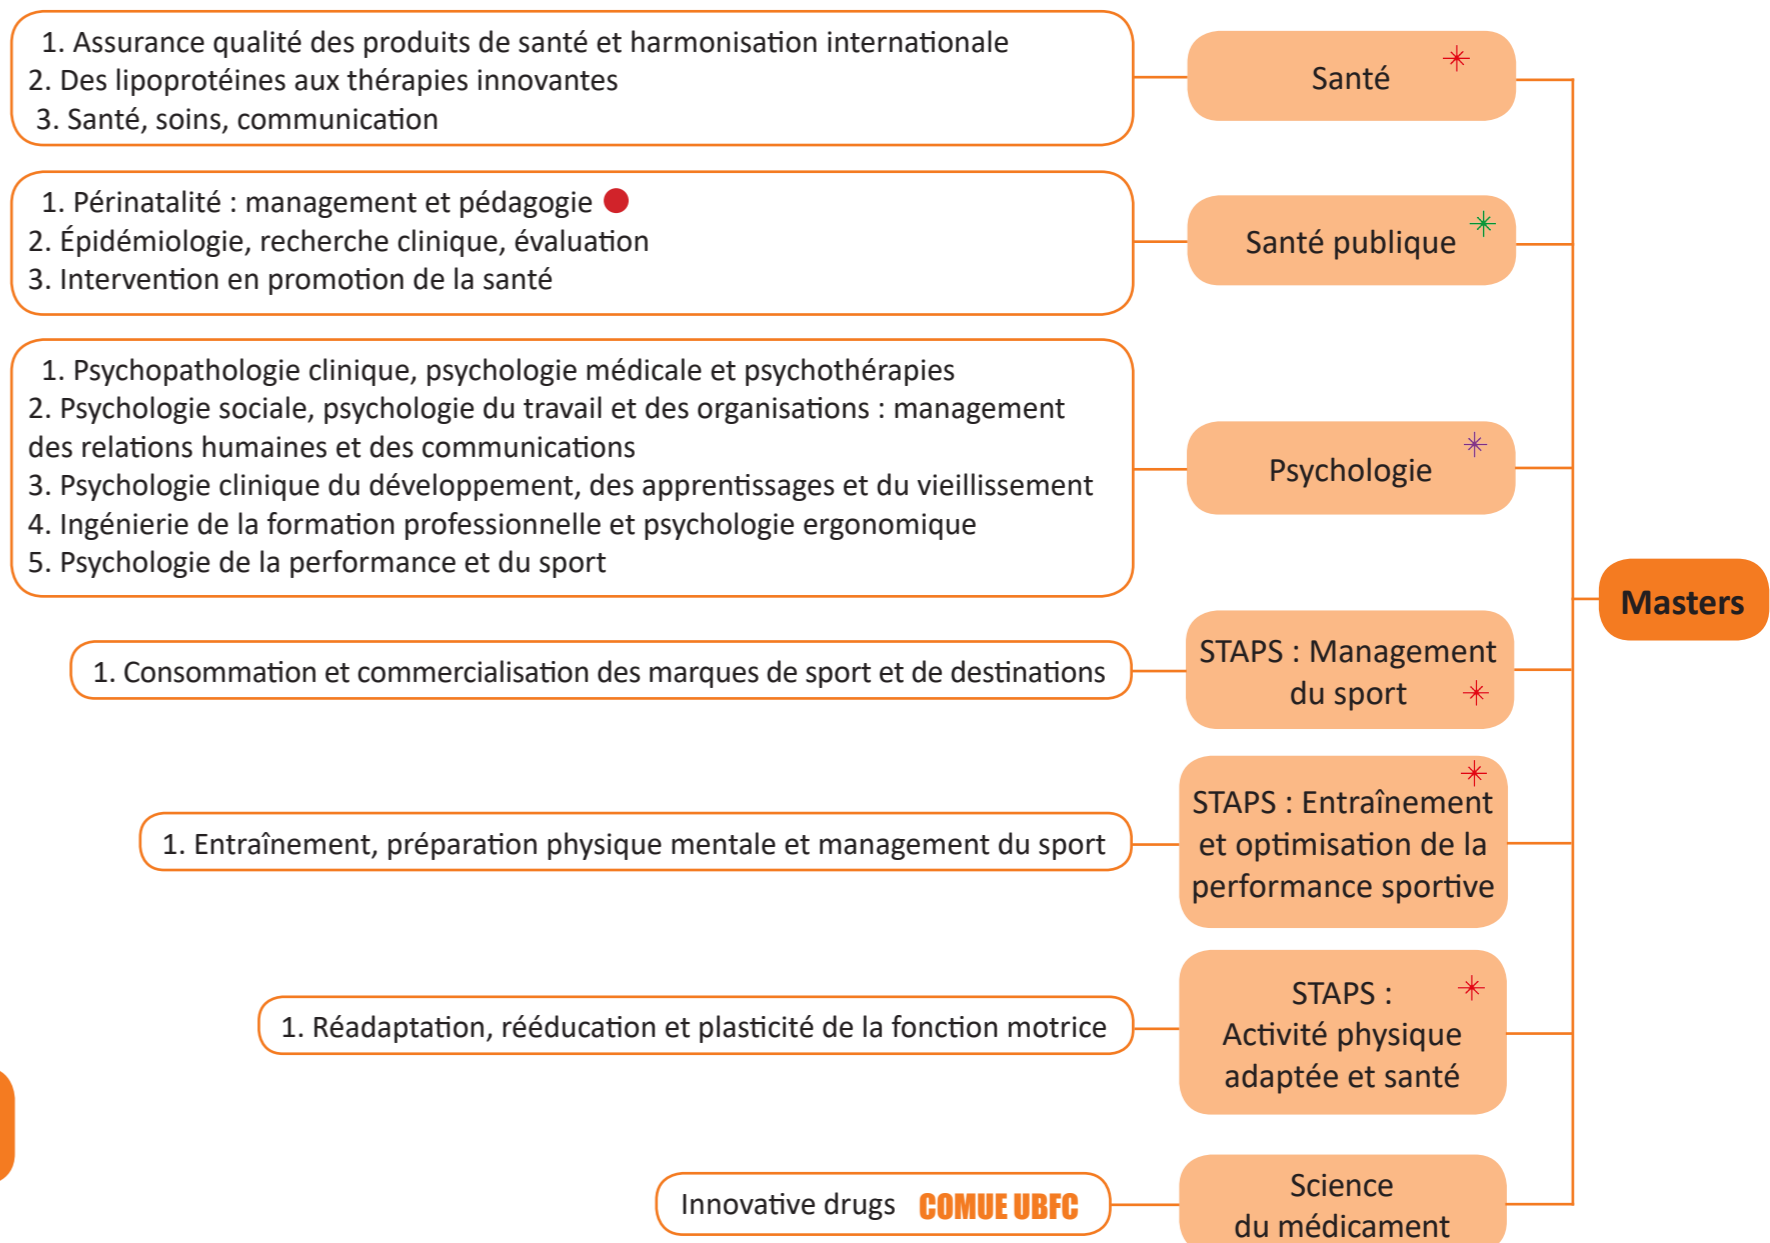 1. Assurance qualité des produits de santé et harmonisation internationale
2. Des lipoprotéines aux thérapies innovantes
3. Santé, soins, communication
Santé
1. Périnatalité : management et pédagogie
2. Épidémiologie, recherche clinique, évaluation
3. Intervention en promotion de la santé
Santé publique
1. Psychopathologie clinique, psychologie médicale et psychothérapies
2. Psychologie sociale, psychologie du travail et des organisations : management
des relations humaines et des communications
3. Psychologie clinique du développement, des apprentissages et du vieillissement
4. Ingénierie de la formation professionnelle et psychologie ergonomique
5. Psychologie de la performance et du sport
Psychologie
Masters
1. Consommation et commercialisation des marques de sport et de destinations
STAPS : Management
du sport
1. Entraînement, préparation physique mentale et management du sport
STAPS : Entraînement
et optimisation de la
performance sportive
1. Réadaptation, rééducation et plasticité de la fonction motrice
STAPS :
Activité physique
adaptée et santé
Innovative drugs COMUE UBFC
Science
du médicament